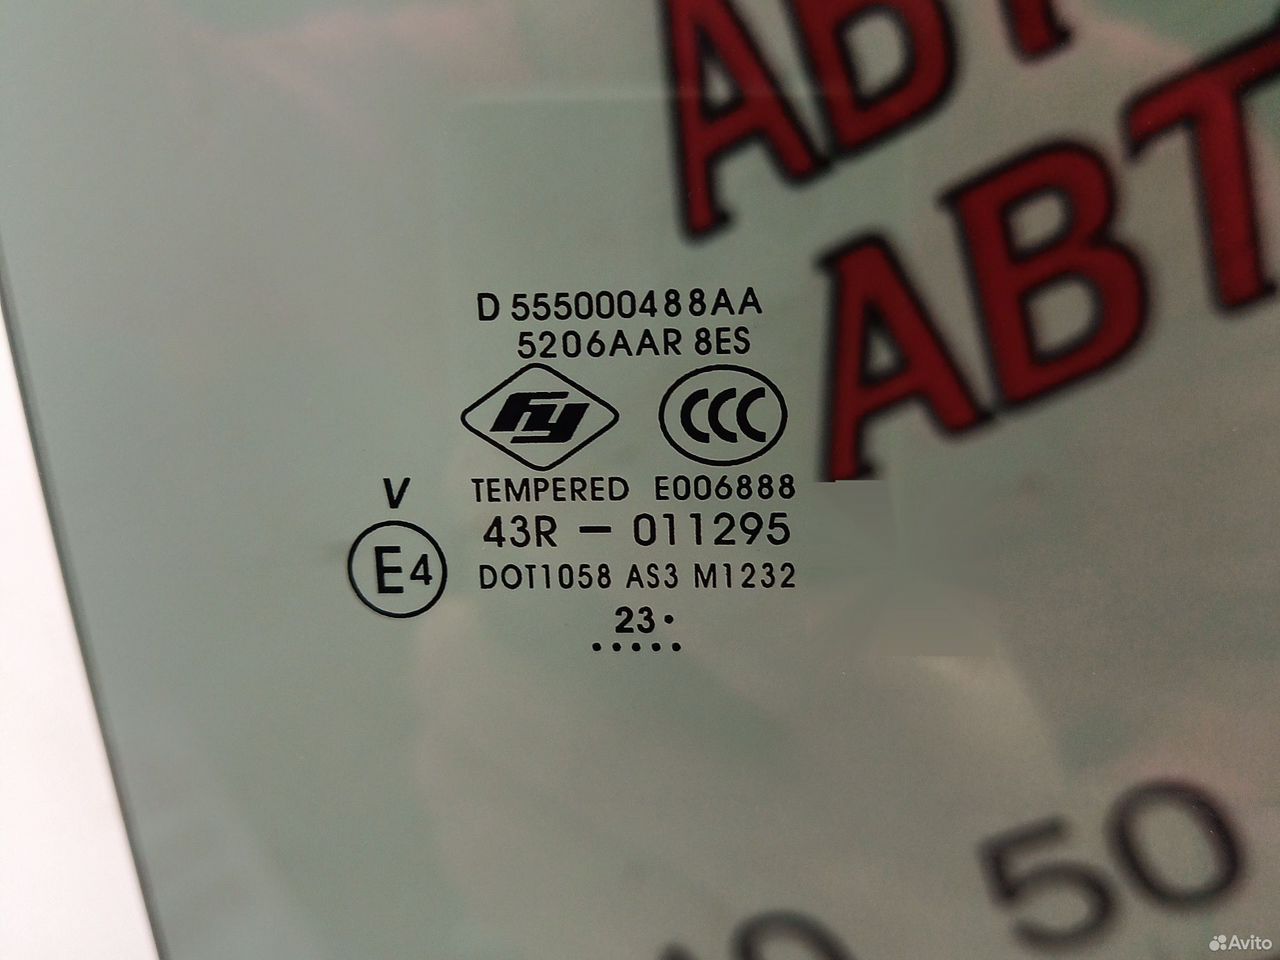 АВТ
АВТ
D 555000488AA
5206AAR 8ES
fy
CCC
V
TEMPERED E006888
43R — 011295
E4
DOT1058 AS3 M1232
23•
•••••
50
Avito